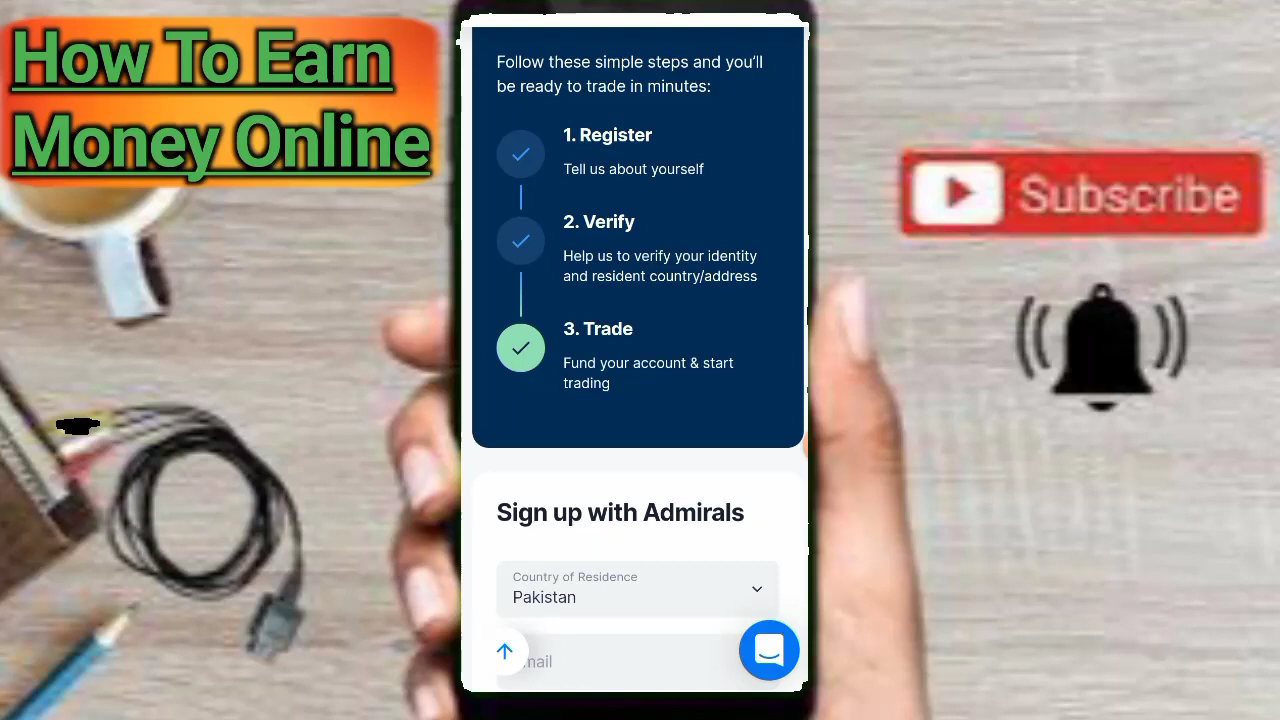 How To Earn
Money Online
Follow these simple steps and you'll
be ready to trade in minutes:
1. Register
Tell us about yourself
2. Verify
Help us to verify your identity
and resident country/address
3. Trade
Fund your account & start
trading
Sign up with Admirals
Country of Residence
Pakistan
Subscribe